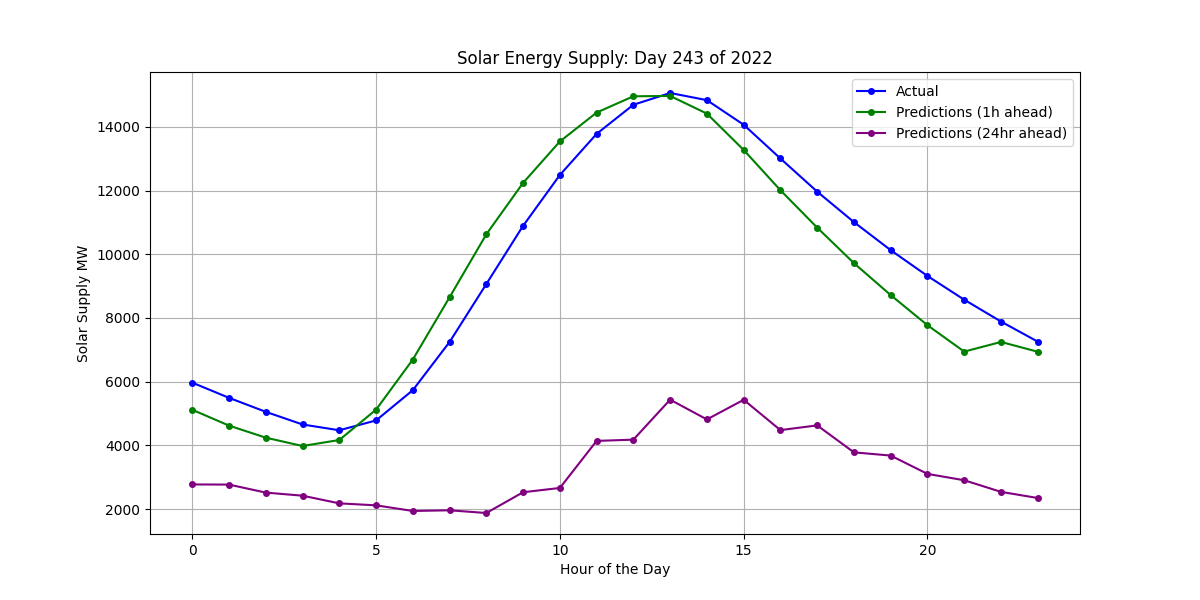 Solar Energy Supply: Day 243 of 2022
Actual
Predictions (1h ahead)
Predictions (24hr ahead)
Solar Supply MW
14000
12000
10000
8000
6000
4000
2000
0 5 10 15 20
Hour of the Day